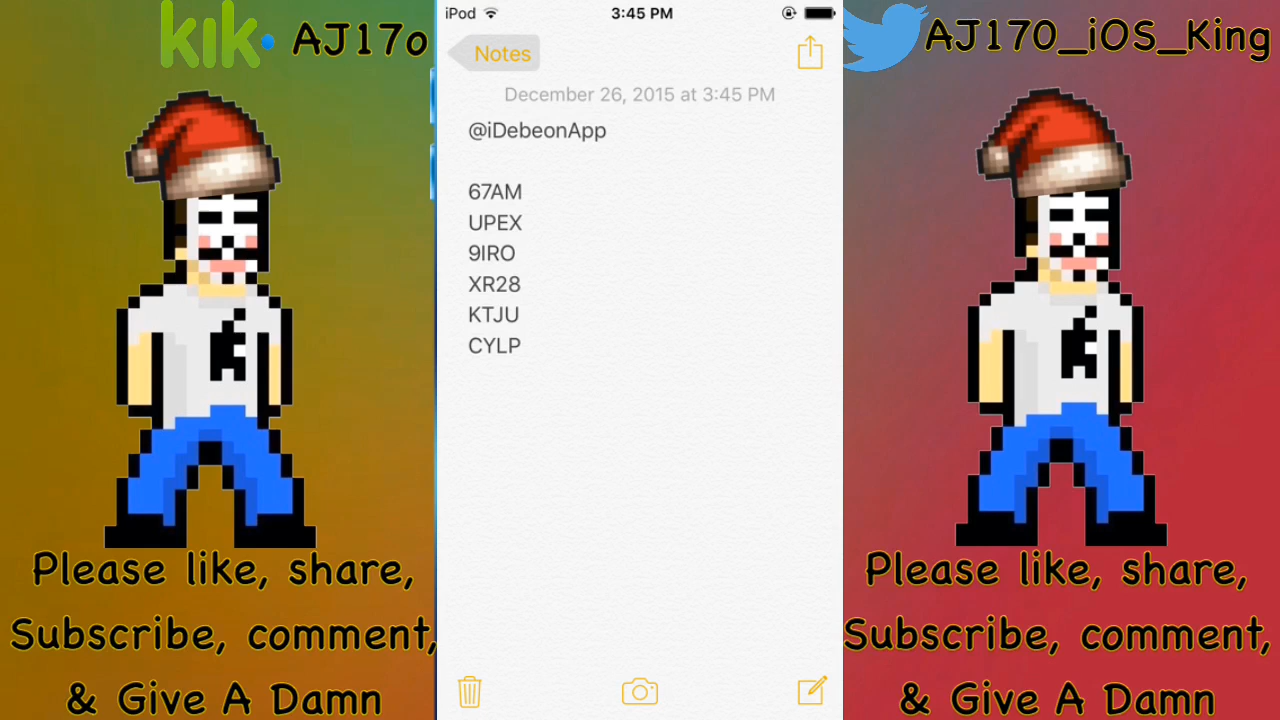 kik AJ17o
Please like, share,
Subscribe, comment,
& Give A Damn
iPod 3:45 PM
Notes
December 26, 2015 at 3:45 PM
@iDebeonApp
67AM
UPEX
9IRO
XR28
KTJU
CYLP
AJ170_iOS_King
Please like, share,
Subscribe, comment,
& Give A Damn